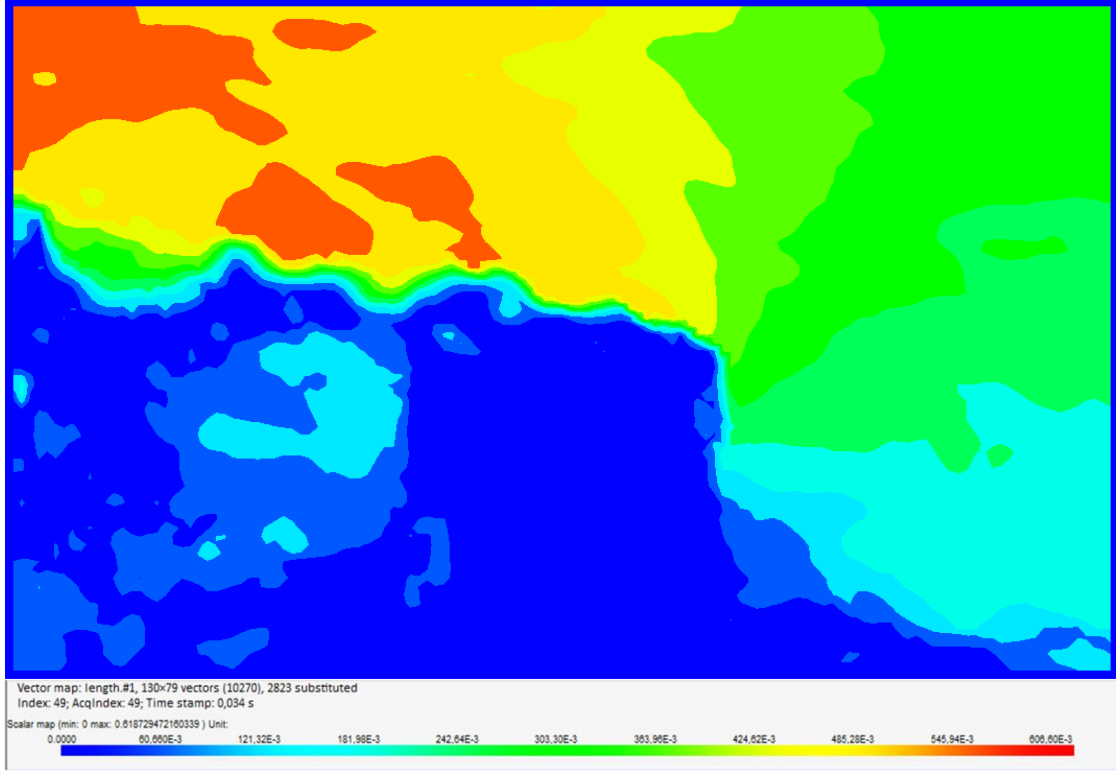 Vector map: length.#1, 130×79 vectors (10270), 2823 substituted
Index: 49; AcqIndex: 49; Time stamp: 0,034 s
Scalar map (min: 0 max: 0.618729472160339 ) Unit:
0.0000 60,660E-3 121,32E-3 181,98E-3 242,64E-3 303,30E-3 363,96E-3 424,62E-3 485,28E-3 545,94E-3 606,60E-3